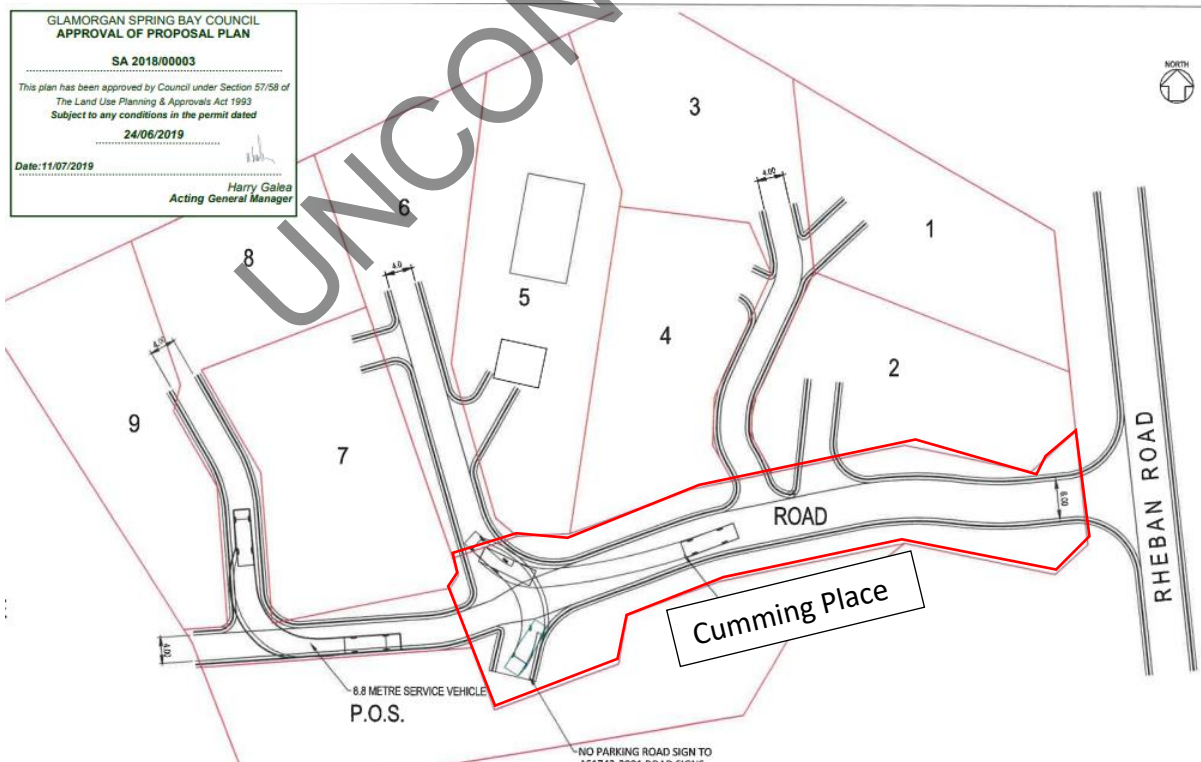 GLAMORGAN SPRING BAY COUNCIL
APPROVAL OF PROPOSAL PLAN
SA 2018/00003
This plan has been approved by Council under Section 57/58 of
The Land Use Planning & Approvals Act 1993
Subject to any conditions in the permit dated
24/06/2019
Date:11/07/2019
Harry Galea
Acting General Manager
UNCON
NORTH
3
4.00
1
6
8
4.0
5
4
2
4.00
9
7
RHEBAN ROAD
ROAD
6.00
Cumming Place
4.00
6.8 METRE SERVICE VEHICLE
P.O.S.
NO PARKING ROAD SIGN TO